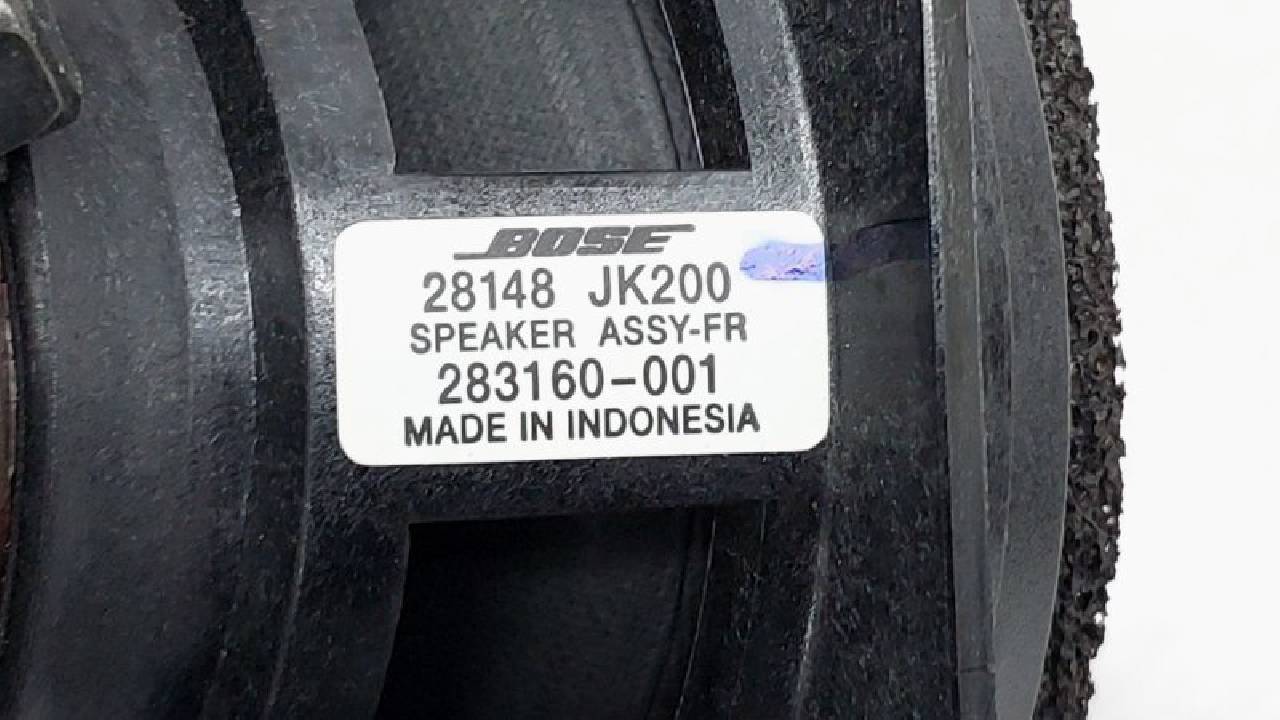 BOSE
28148 JK200
SPEAKER ASSY-FR
283160-001
MADE IN INDONESIA